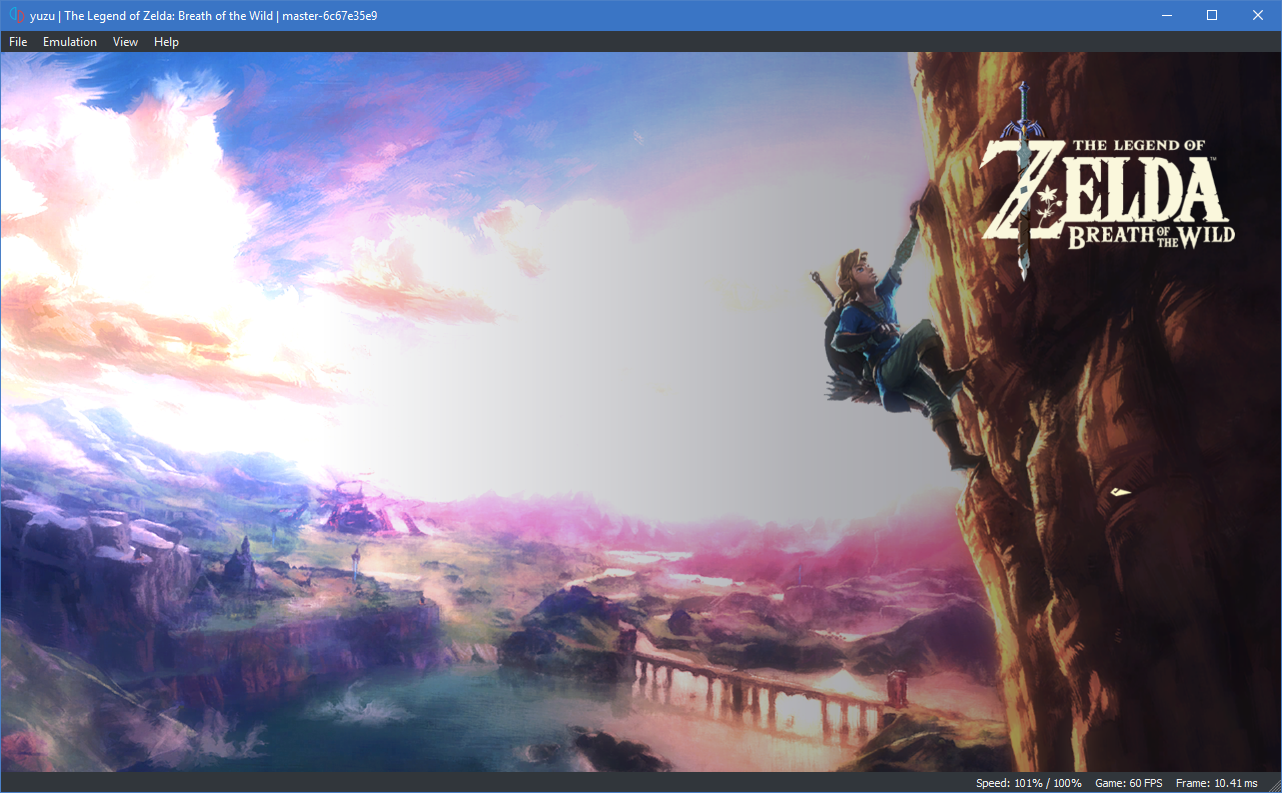 yuzu | The Legend of Zelda: Breath of the Wild | master-6c67e35e9
File Emulation View Help
THE LEGEND OF
ZELDA
™
BREATH OF THE WILD
Speed: 101% / 100% Game: 60 FPS Frame: 10.41 ms